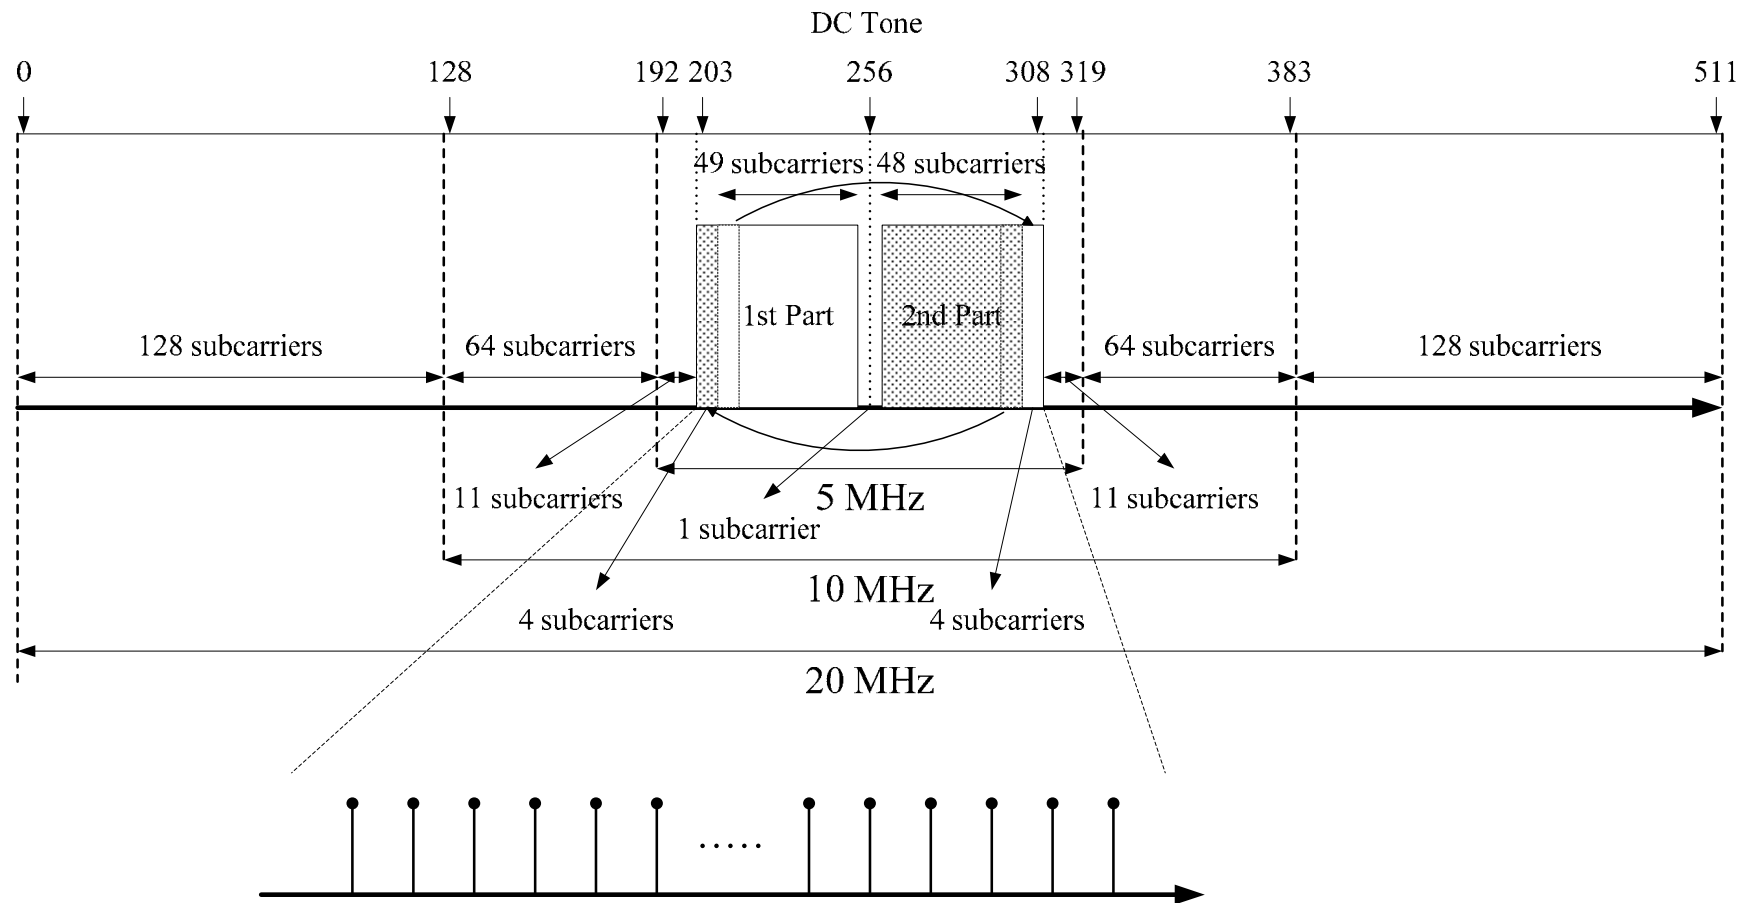 DC Tone
0 128 192 203 256 308 319 383 511
49 subcarriers 48 subcarriers
1st Part 2nd Part
128 subcarriers 64 subcarriers 64 subcarriers 128 subcarriers
11 subcarriers 5 MHz 11 subcarriers
1 subcarrier
10 MHz
4 subcarriers 4 subcarriers
20 MHz
.....